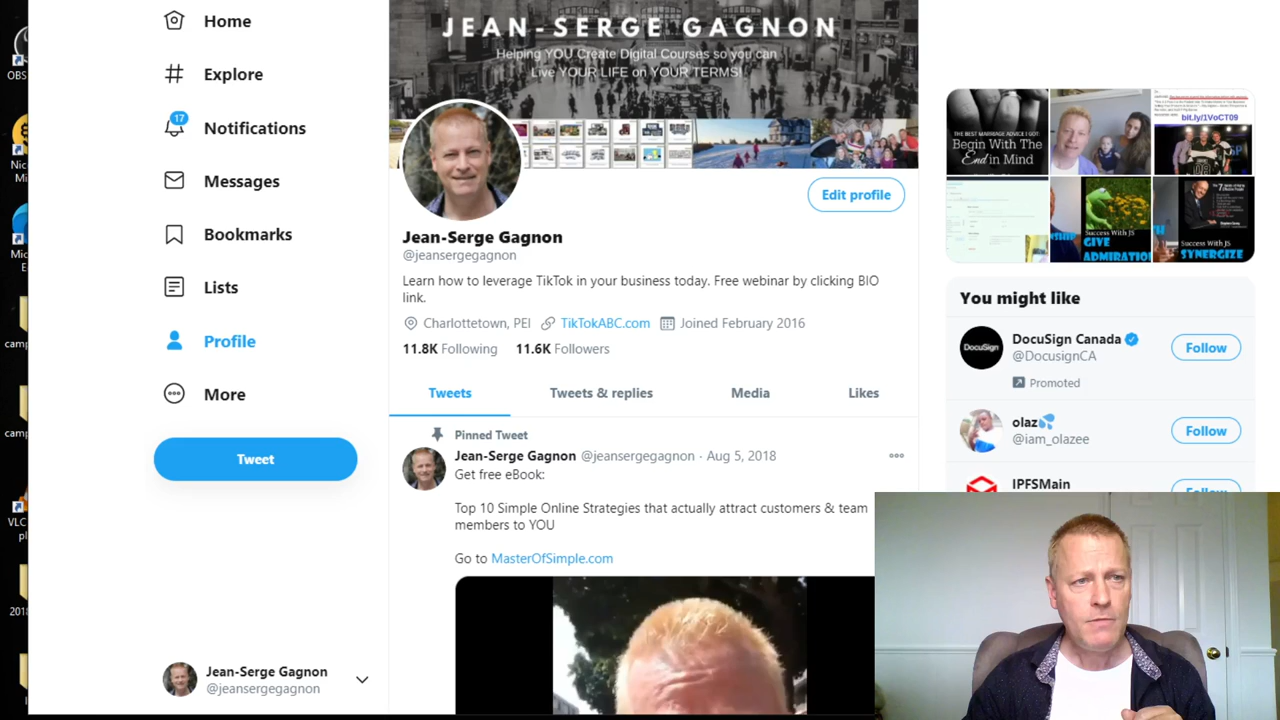 OBS
Nic
Mi
Mic
E
camp
camp
VLC
pl
2018
Home
Explore
17
Notifications
Messages
Bookmarks
Lists
Profile
More
Tweet
Jean-Serge Gagnon
@jeansergegagnon
JEAN-SERGE GAGNON
Helping YOU Create Digital Courses so you can
Live YOUR LIFE on YOUR TERMS!
Edit profile
Jean-Serge Gagnon
@jeansergegagnon
Learn how to leverage TikTok in your business today. Free webinar by clicking BIO
link.
Charlottetown, PEI TikTokABC.com Joined February 2016
11.8K Following 11.6K Followers
Tweets Tweets & replies Media Likes
Pinned Tweet
Jean-Serge Gagnon @jeansergegagnon · Aug 5, 2018
Get free eBook:
Top 10 Simple Online Strategies that actually attract customers & team
members to YOU
Go to MasterOfSimple.com
THE BEST MARRIAGE ADVICE I GOT:
Begin With The
End in Mind
bit.ly/1VoCT09
Success With JS
GIVE
ADMIRATION
Success With JS
SYNERGIZE
You might like
DocuSign
DocuSign Canada
@DocusignCA
Promoted
Follow
olaz💦
@iam_olazee
Follow
IPFSMain
Follow